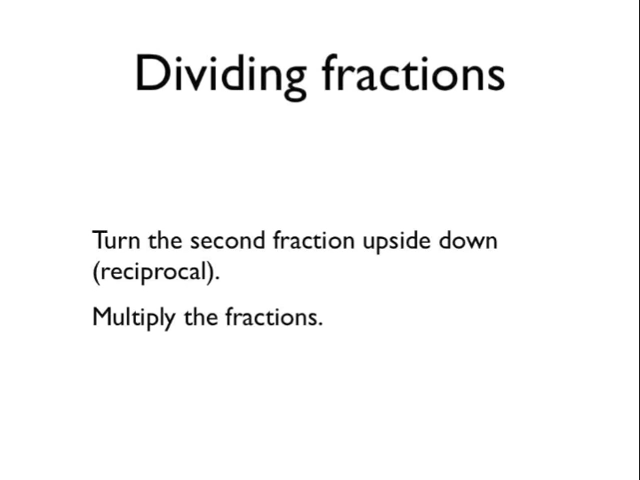 Dividing fractions
Turn the second fraction upside down
(reciprocal).
Multiply the fractions.